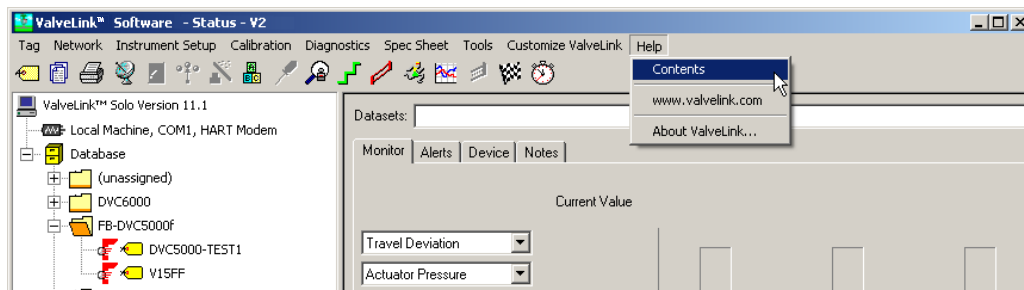 ValveLink™ Software - Status - V2
Tag Network Instrument Setup Calibration Diagnostics Spec Sheet Tools Customize ValveLink Help
Contents
www.valvelink.com
About ValveLink...
ValveLink™ Solo Version 11.1
Local Machine, COM1, HART Modem
Database
(unassigned)
DVC6000
FB-DVC5000f
DVC5000-TEST1
V15FF
Datasets:
Monitor Alerts Device Notes
Current Value
Travel Deviation
Actuator Pressure